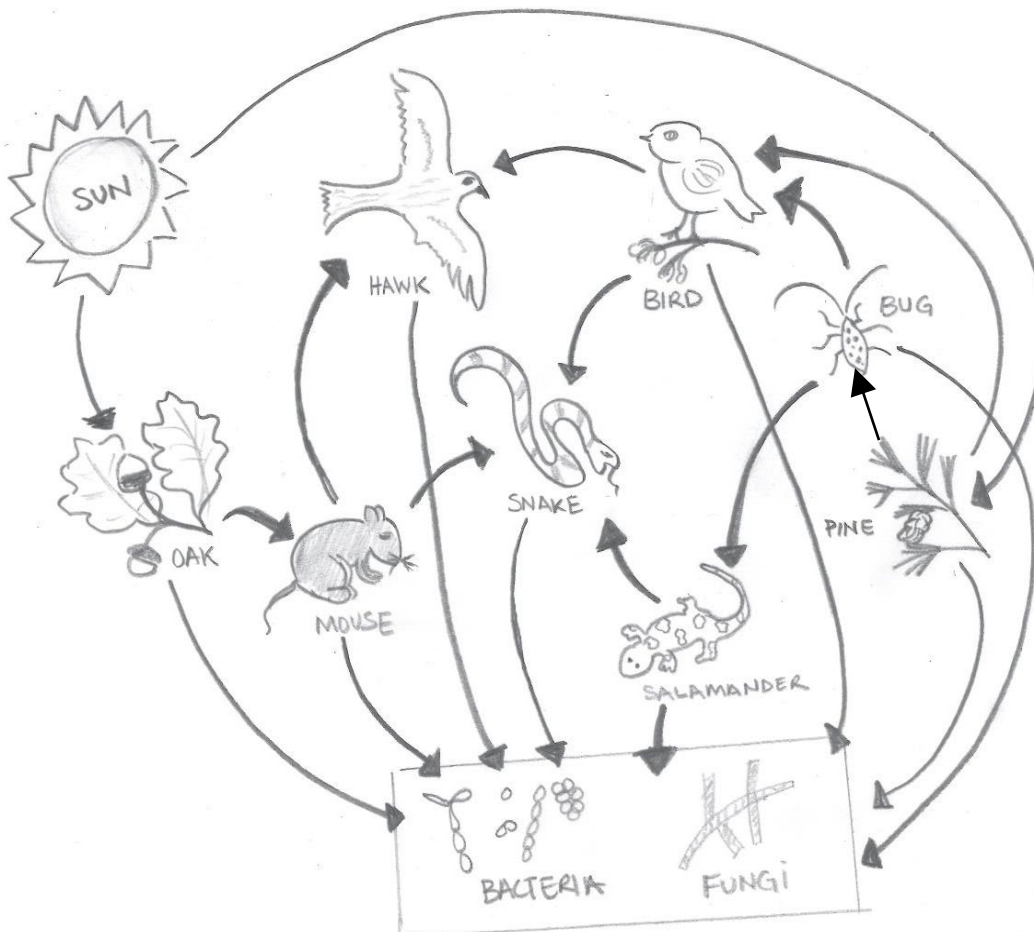 SUN
HAWK
BIRD
BUG
SNAKE
PINE
OAK
MOUSE
SALAMANDER
BACTERIA
FUNGI